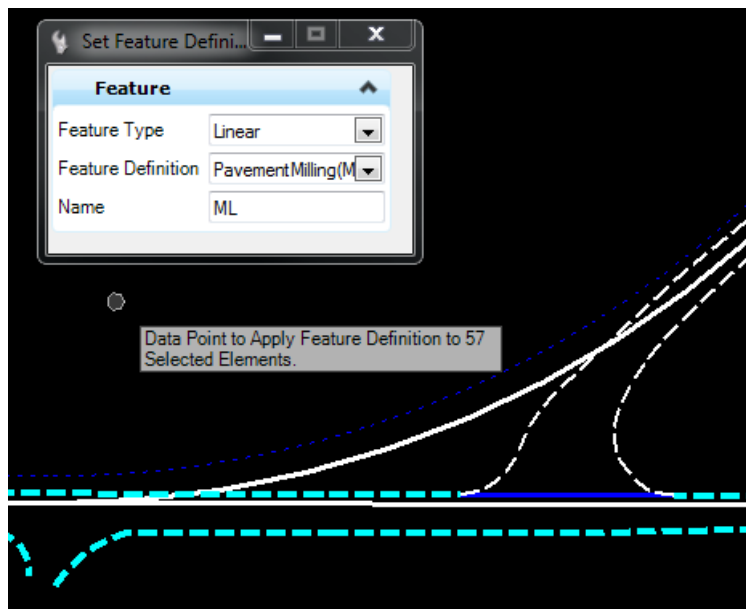 Set Feature Defini...
Feature
Feature Type Linear
Feature Definition PavementMilling(M
Name ML
Data Point to Apply Feature Definition to 57
Selected Elements.